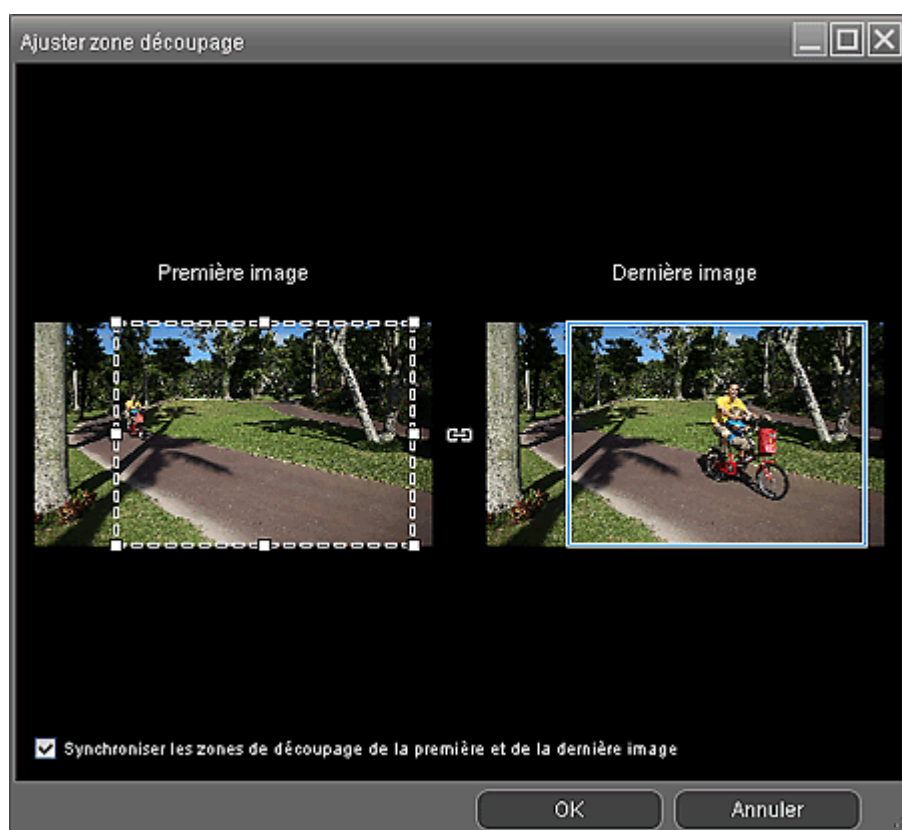 Ajuster zone découpage
Première image
Dernière image
Synchroniser les zones de découpage de la première et de la dernière image
OK
Annuler